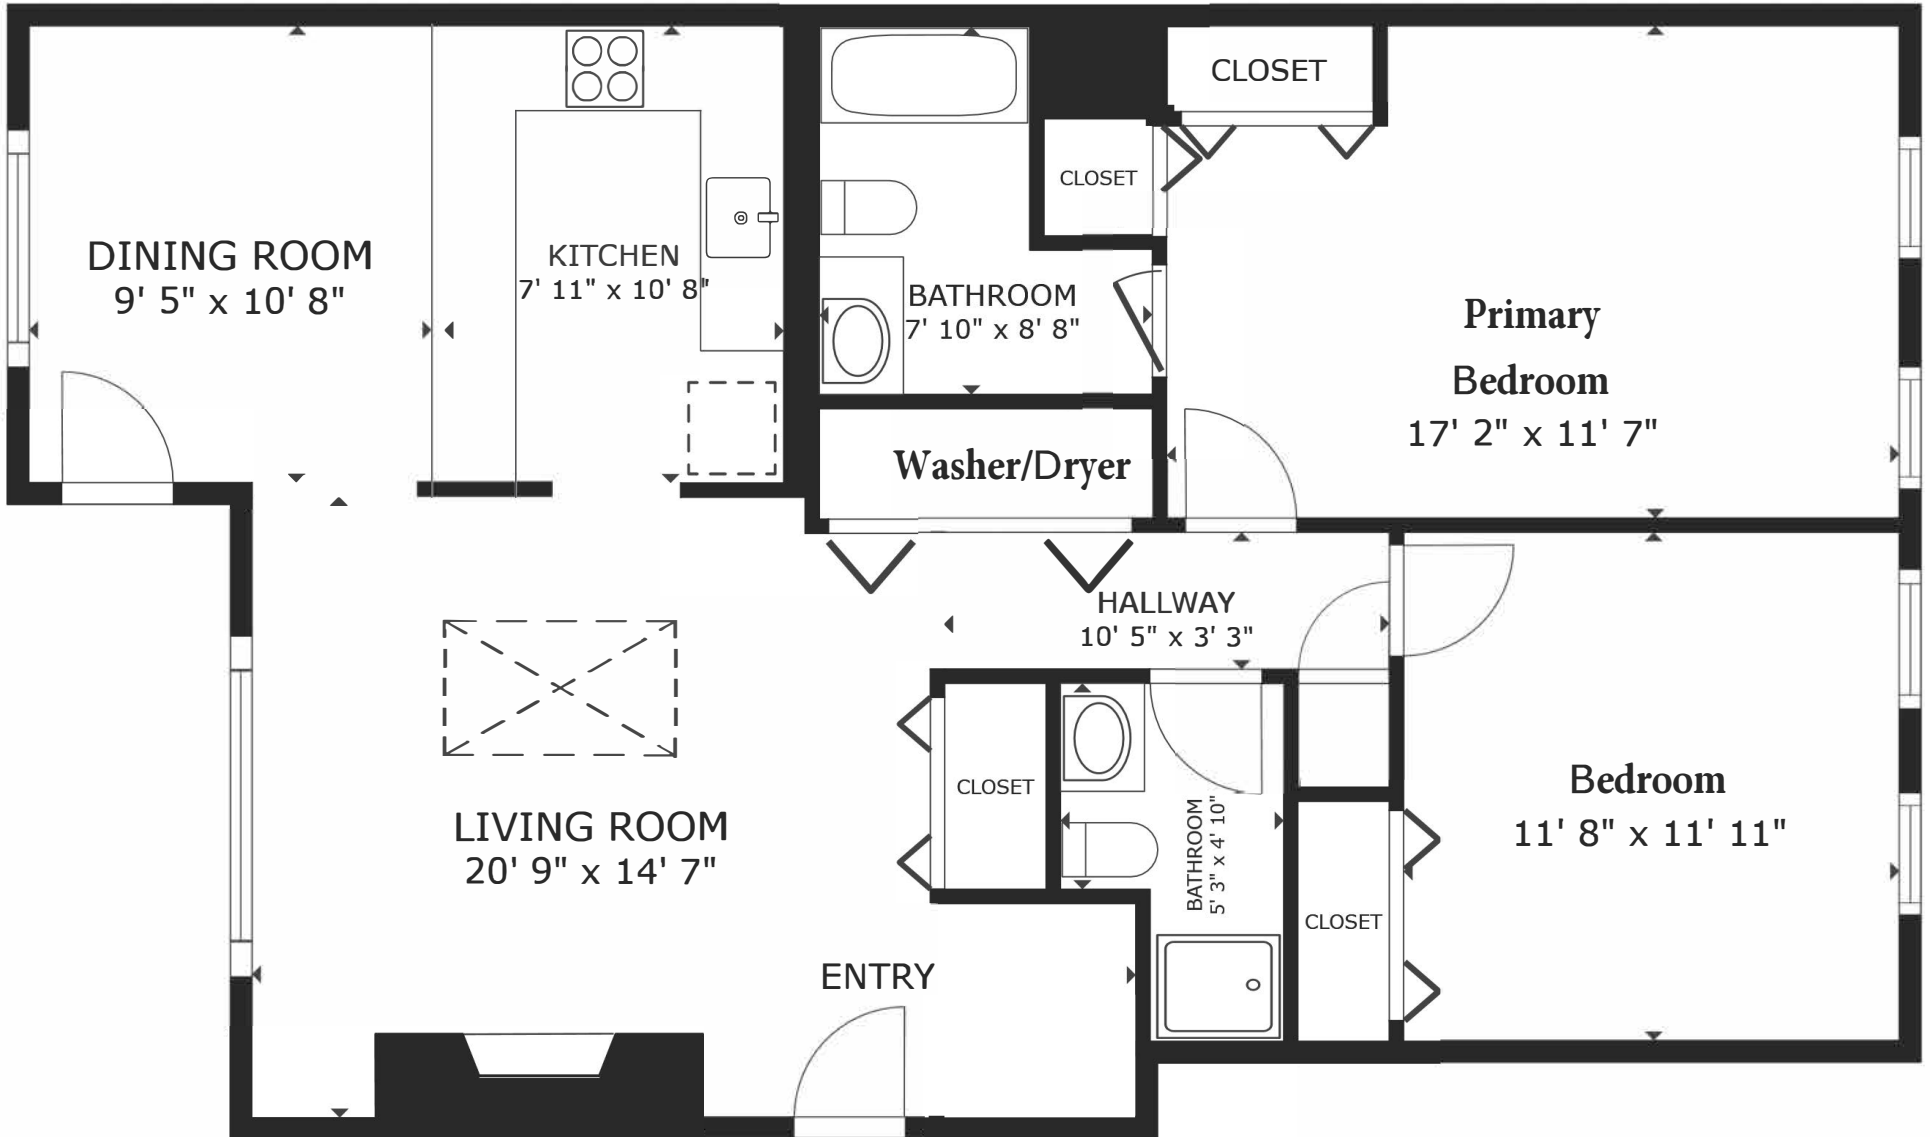 CLOSET
CLOSET
DINING ROOM
9' 5" x 10' 8"
KITCHEN
7' 11" x 10' 8"
BATHROOM
7' 10" x 8' 8"
Primary
Bedroom
17' 2" x 11' 7"
Washer/Dryer
HALLWAY
10' 5" x 3' 3"
LIVING ROOM
20' 9" x 14' 7"
CLOSET
BATHROOM
5' 3" x 4' 10"
Bedroom
11' 8" x 11' 11"
CLOSET
ENTRY